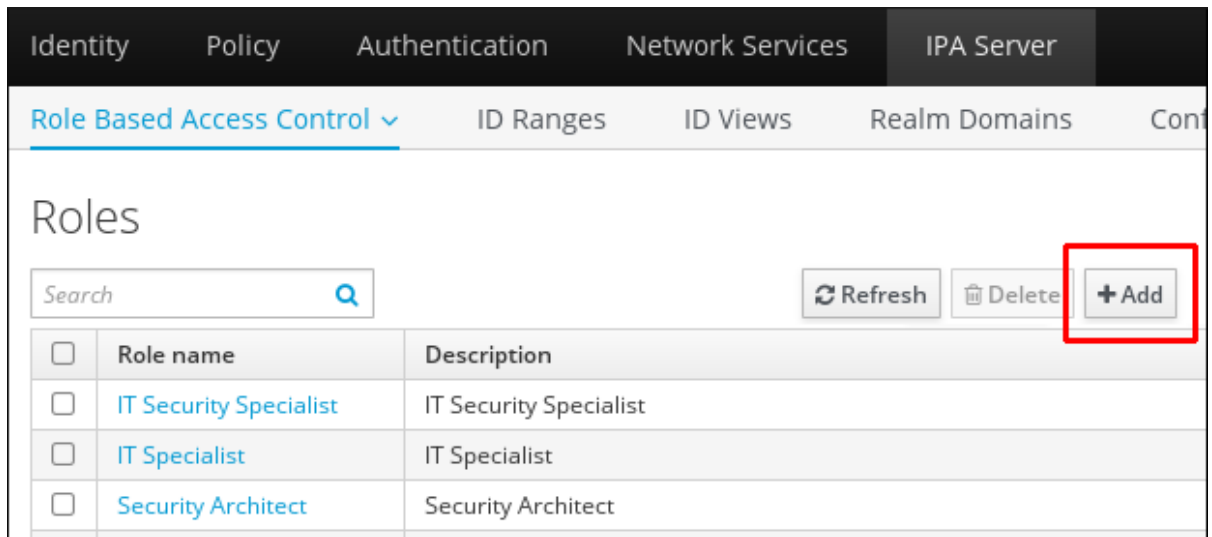 Identity Policy Authentication Network Services IPA Server
Role Based Access Control ID Ranges ID Views Realm Domains Conf
Roles
Search Refresh Delete + Add
Role name Description
IT Security Specialist IT Security Specialist
IT Specialist IT Specialist
Security Architect Security Architect